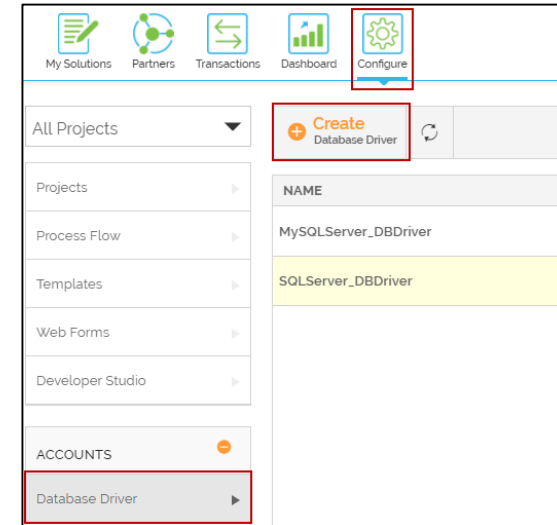 My Solutions
Partners
Transactions
Dashboard
Configure
All Projects
Create
Database Driver
Projects
NAME
Process Flow
MySQLServer_DBDriver
Templates
SQLServer_DBDriver
Web Forms
Developer Studio
ACCOUNTS
Database Driver